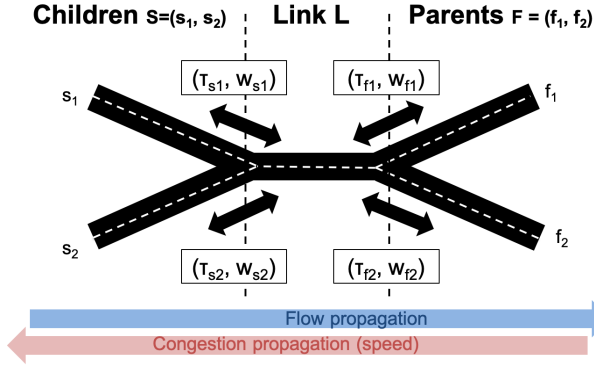 Children S=(s1, s2) Link L Parents F = (f1, f2)
(τs1, ws1) (τf1, wf1)
s1 f1
s2 f2
(τs2, ws2) (τf2, wf2)
Flow propagation
Congestion propagation (speed)